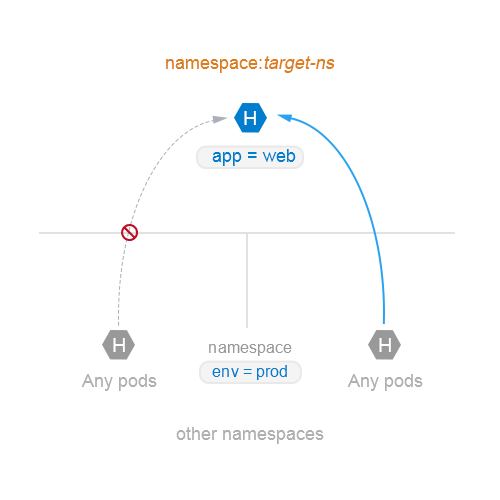 namespace:target-ns
H
app = web
H
namespace
H
env = prod
Any pods
Any pods
other namespaces